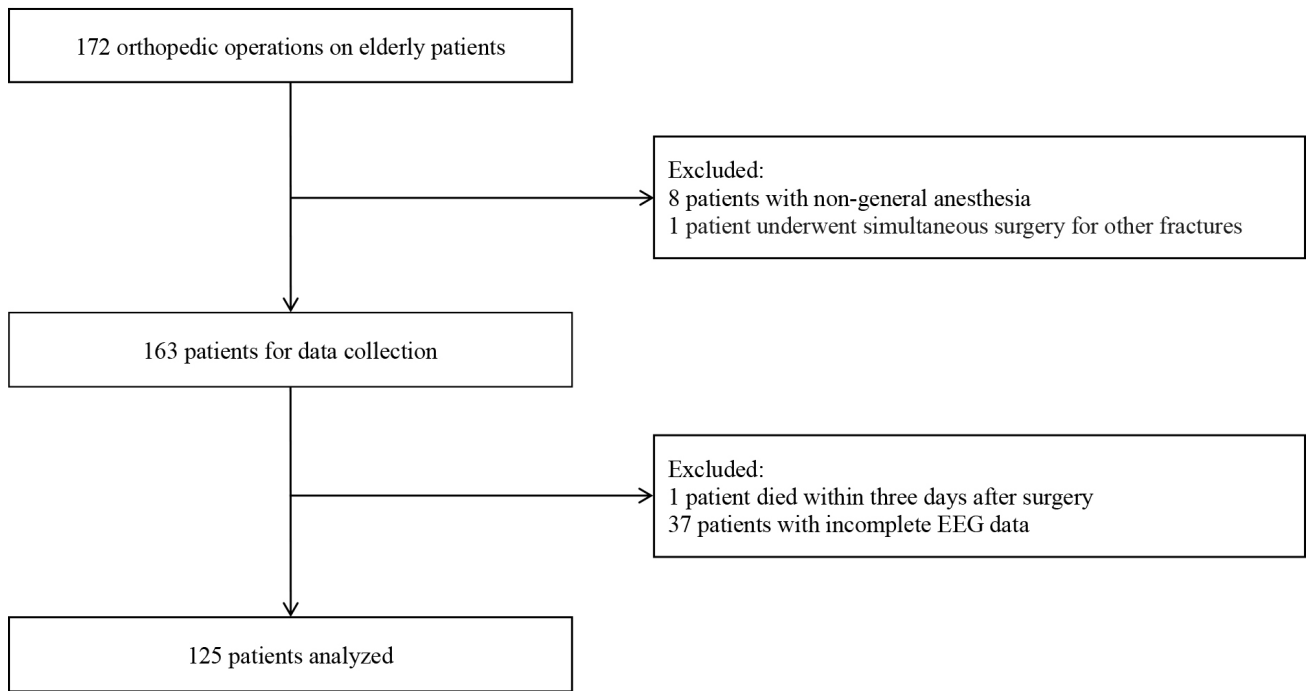 172 orthopedic operations on elderly patients
Excluded:
8 patients with non-general anesthesia
1 patient underwent simultaneous surgery for other fractures
163 patients for data collection
Excluded:
1 patient died within three days after surgery
37 patients with incomplete EEG data
125 patients analyzed